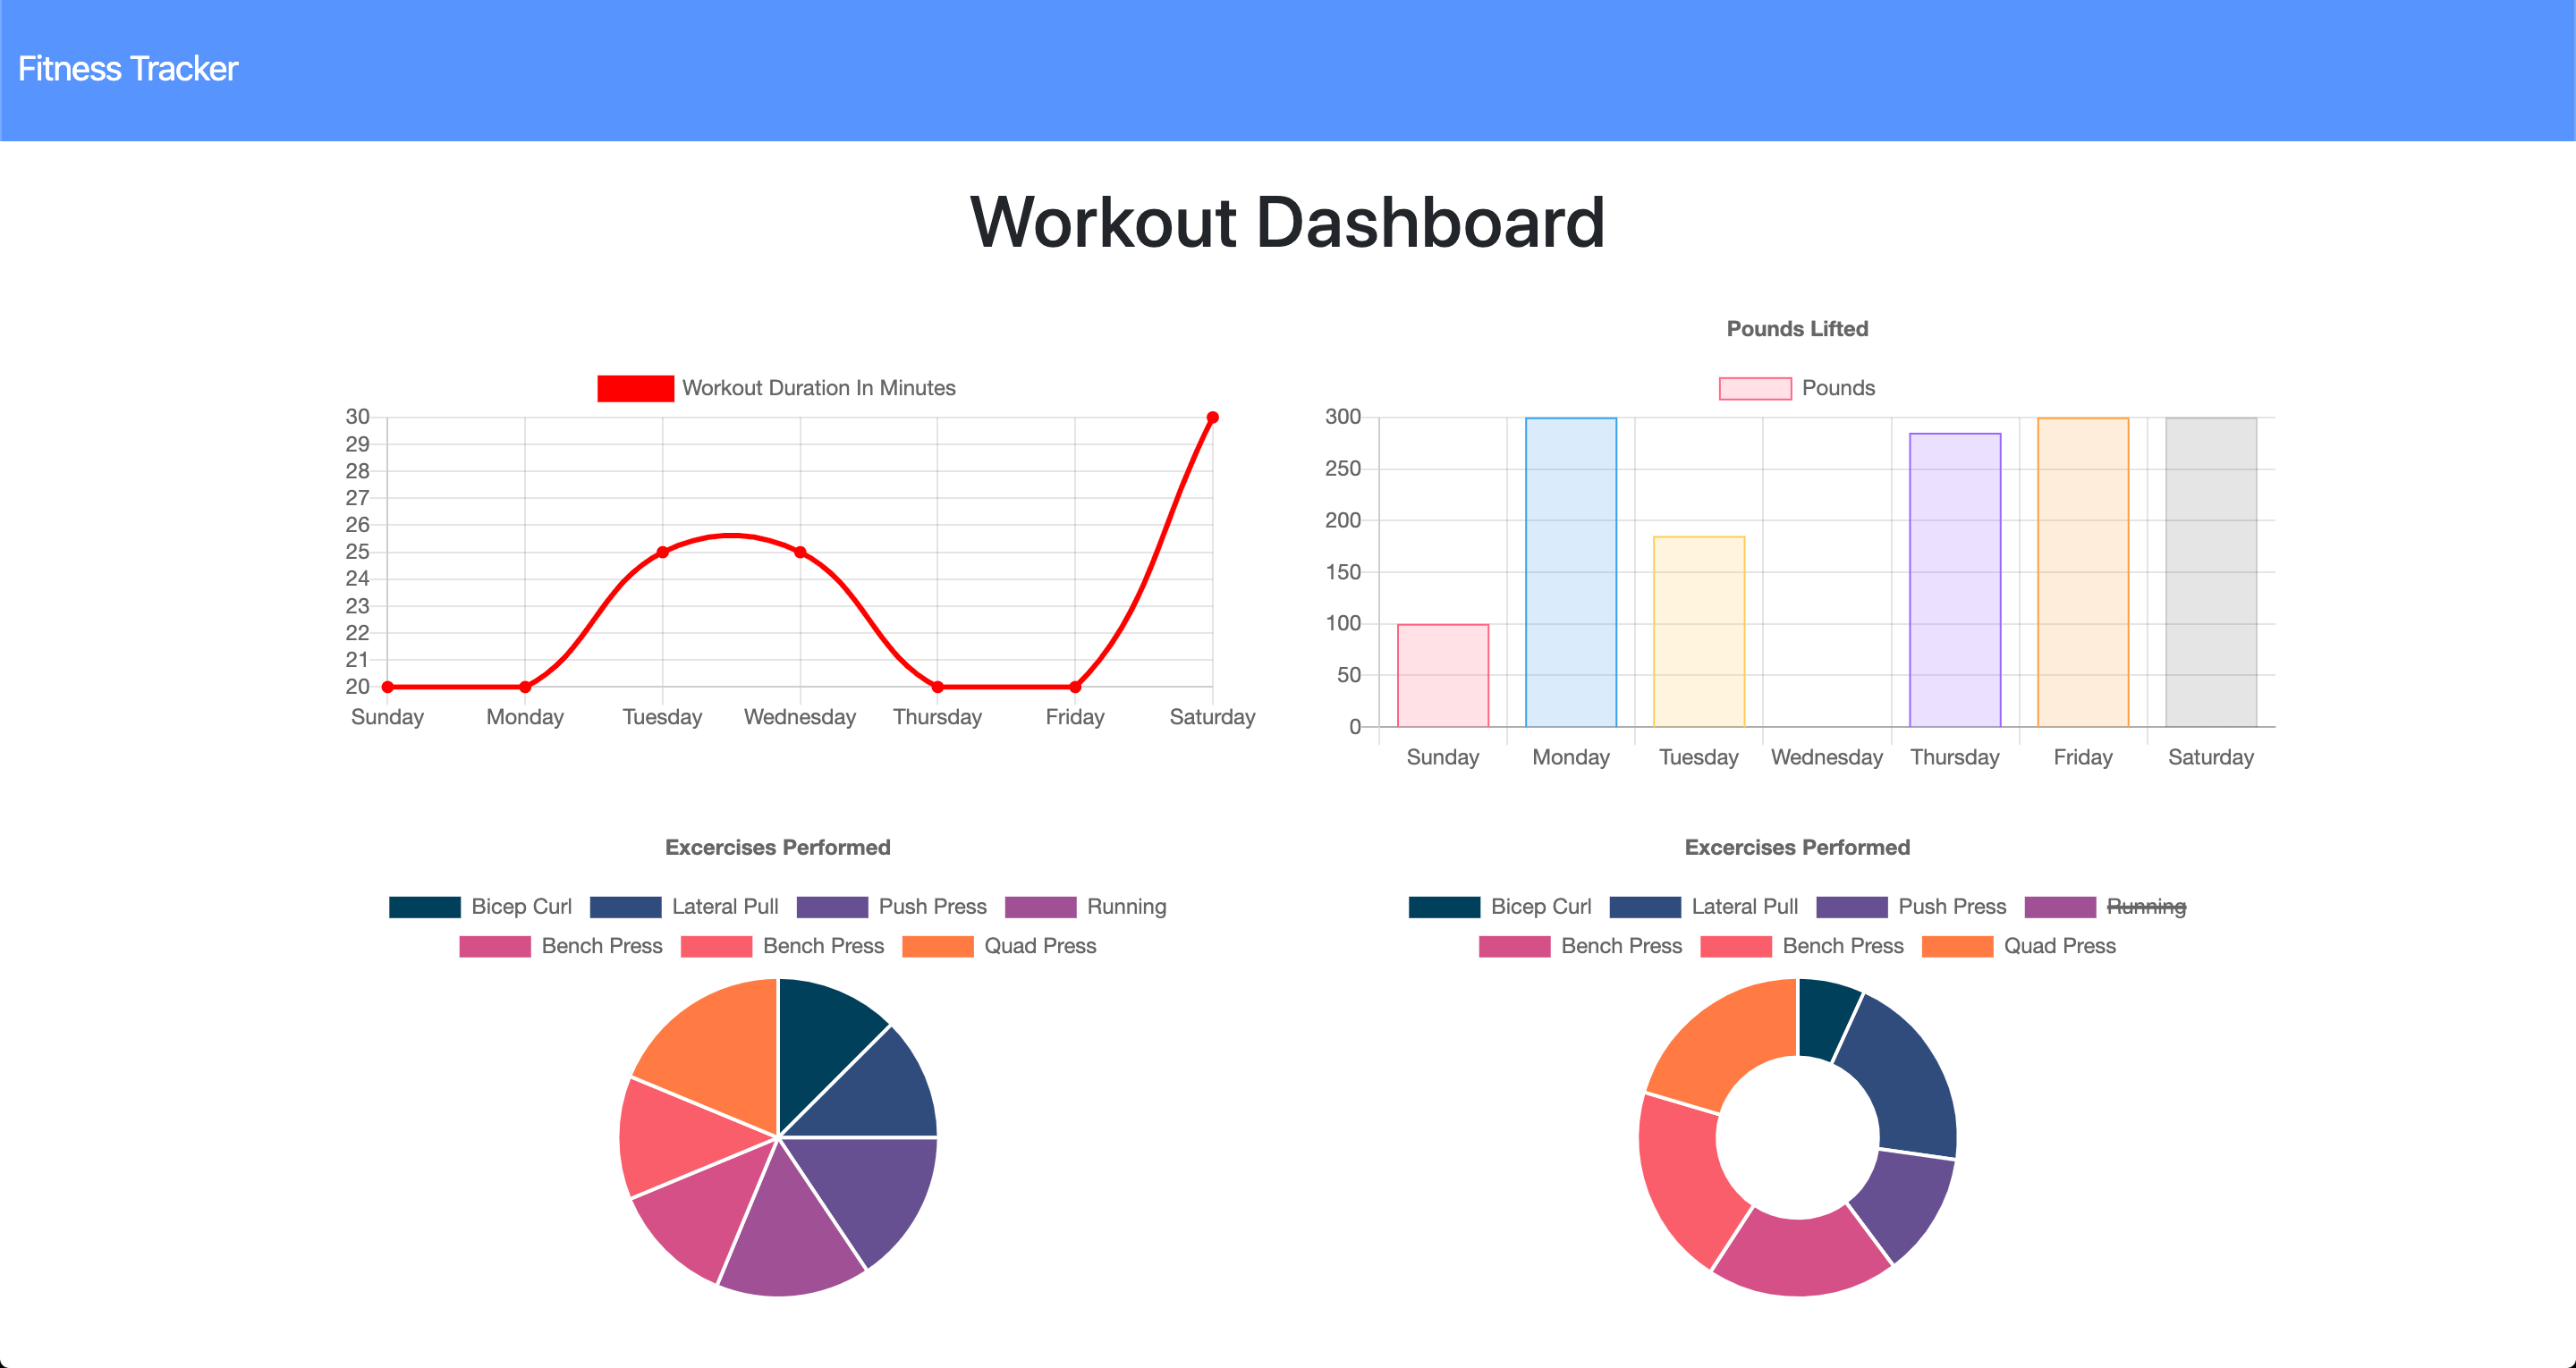 Fitness Tracker
Workout Dashboard
Workout Duration In Minutes
30
29
28
27
26
25
24
23
22
21
20
Sunday Monday Tuesday Wednesday Thursday Friday Saturday
Pounds Lifted
Pounds
300
250
200
150
100
50
0
Sunday Monday Tuesday Wednesday Thursday Friday Saturday
Excercises Performed
Bicep Curl Lateral Pull Push Press Running
Bench Press Bench Press Quad Press
Excercises Performed
Bicep Curl Lateral Pull Push Press Running
Bench Press Bench Press Quad Press